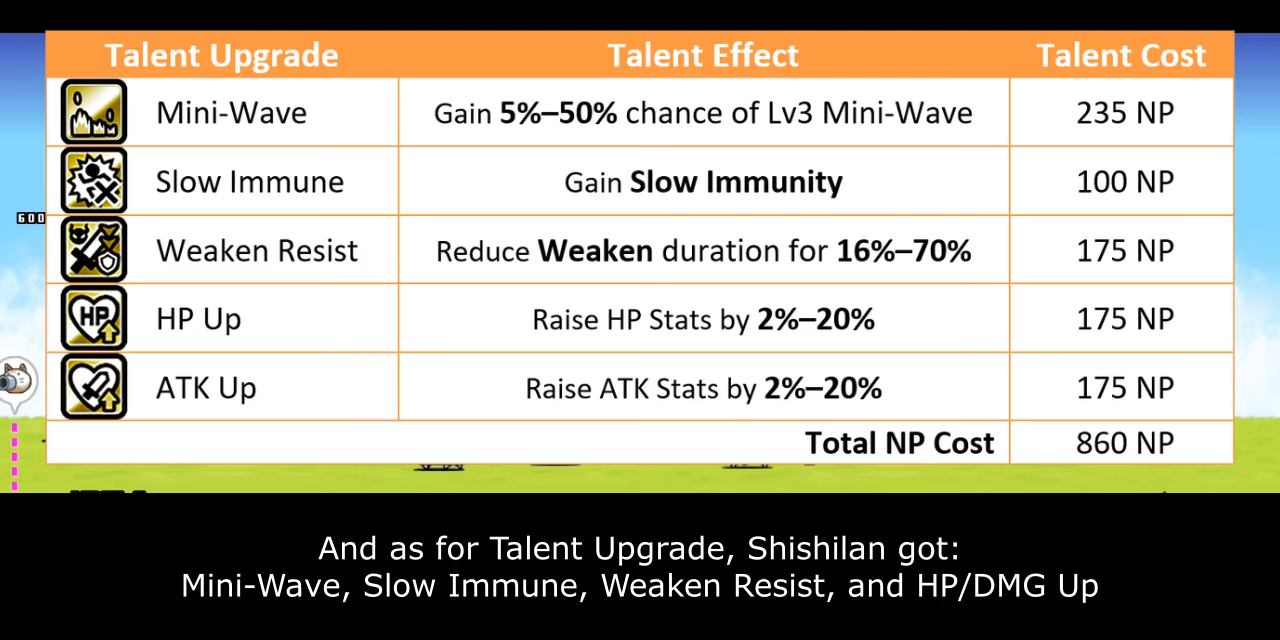 Talent Upgrade Talent Effect Talent Cost
Mini-Wave Gain 5%–50% chance of Lv3 Mini-Wave 235 NP
Slow Immune Gain Slow Immunity 100 NP
600
Weaken Resist Reduce Weaken duration for 16%–70% 175 NP
HP
HP Up Raise HP Stats by 2%–20% 175 NP
ATK Up Raise ATK Stats by 2%–20% 175 NP
Total NP Cost 860 NP
And as for Talent Upgrade, Shishilan got:
Mini-Wave, Slow Immune, Weaken Resist, and HP/DMG Up